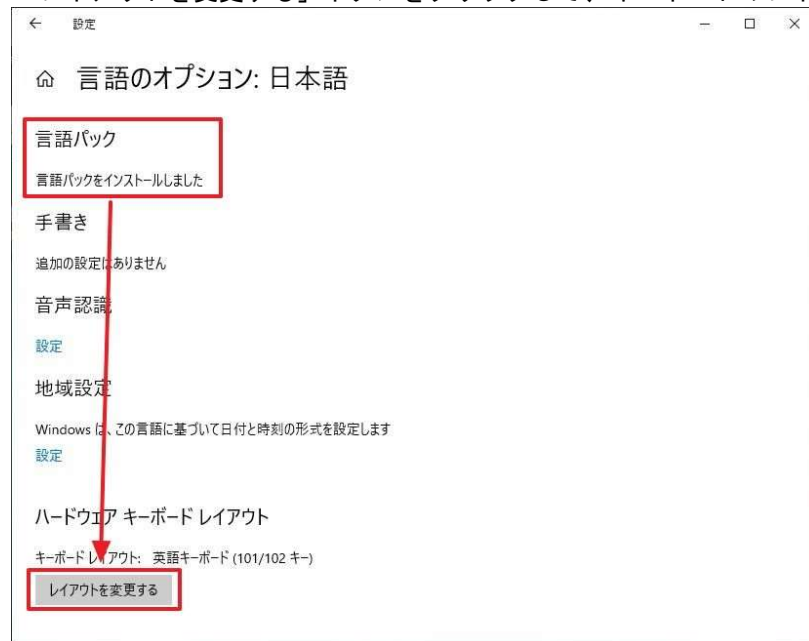 設定
言語のオプション: 日本語
言語パック
言語パックをインストールしました
手書き
追加の設定はありません
音声認識
設定
地域設定
Windows は、この言語に基づいて日付と時刻の形式を設定します
設定
ハードウェア キーボード レイアウト
キーボード レイアウト: 英語キーボード (101/102 キー)
レイアウトを変更する